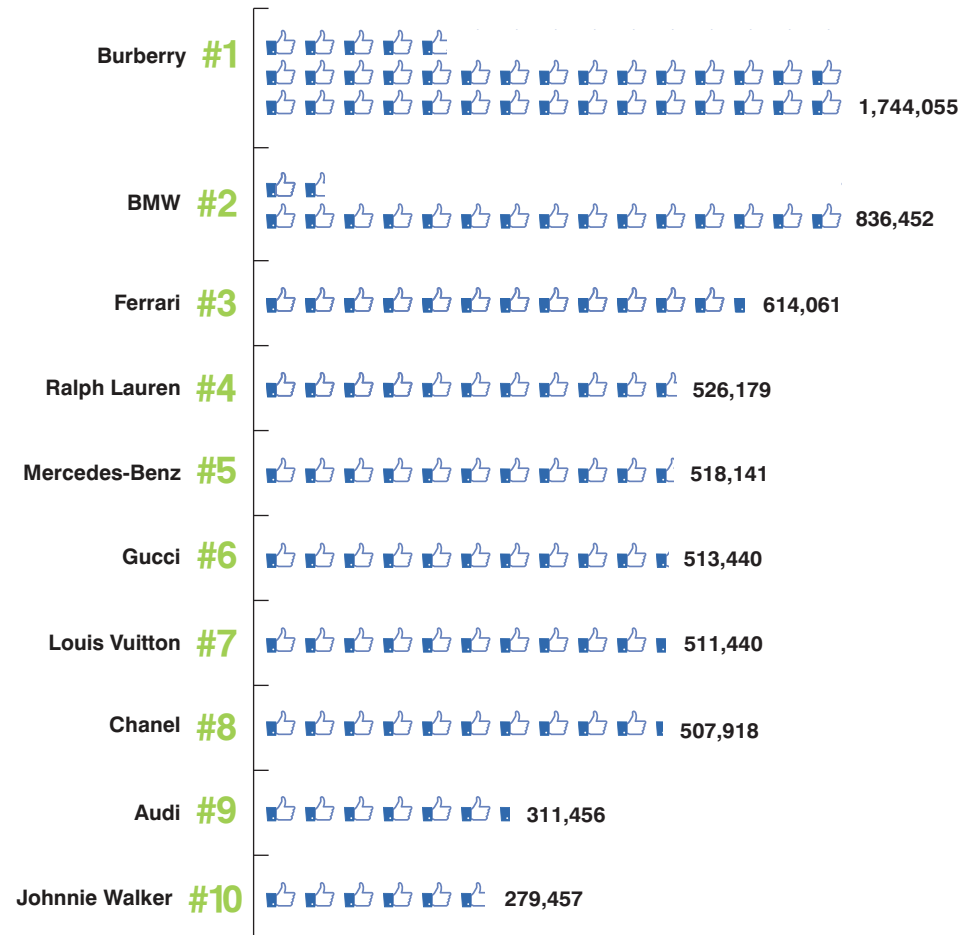 Burberry #1
1,744,055
BMW #2
836,452
Ferrari #3 614,061
Ralph Lauren #4 526,179
Mercedes-Benz #5 518,141
Gucci #6 513,440
Louis Vuitton #7 511,440
Chanel #8 507,918
Audi #9 311,456
Johnnie Walker #10 279,457